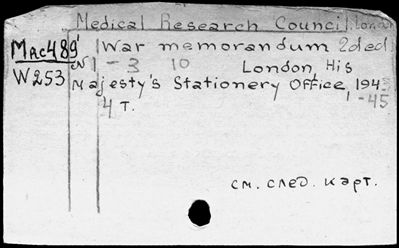 Medical Research Council. London
Mac489 War memorandum 2d ed.
W253 N 1-3 10 London, His
Majesty's Stationery Office, 194
-45
4 т.
см. след. карт.